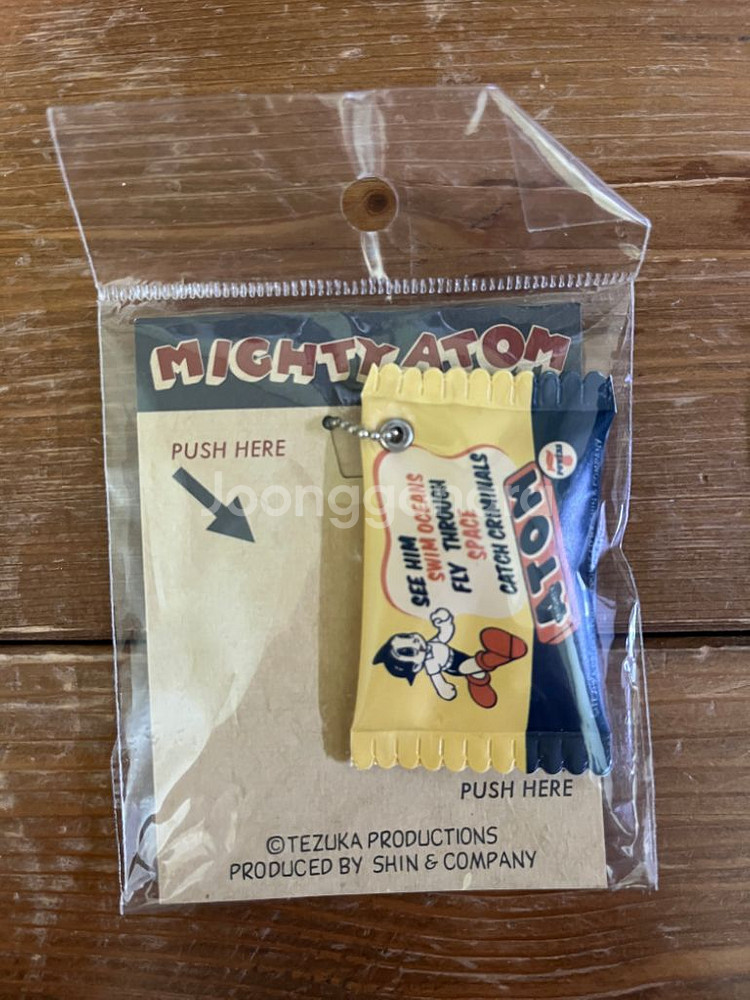 MIGHTY ATOM
PUSH HERE
Joongg
SEE HIM
SWIM OCEANS
FLY THROUGH
SPACE
CATCH CRIMINALS
ATOM
PUSH HERE
©TEZUKA PRODUCTIONS
PRODUCED BY SHIN & COMPANY